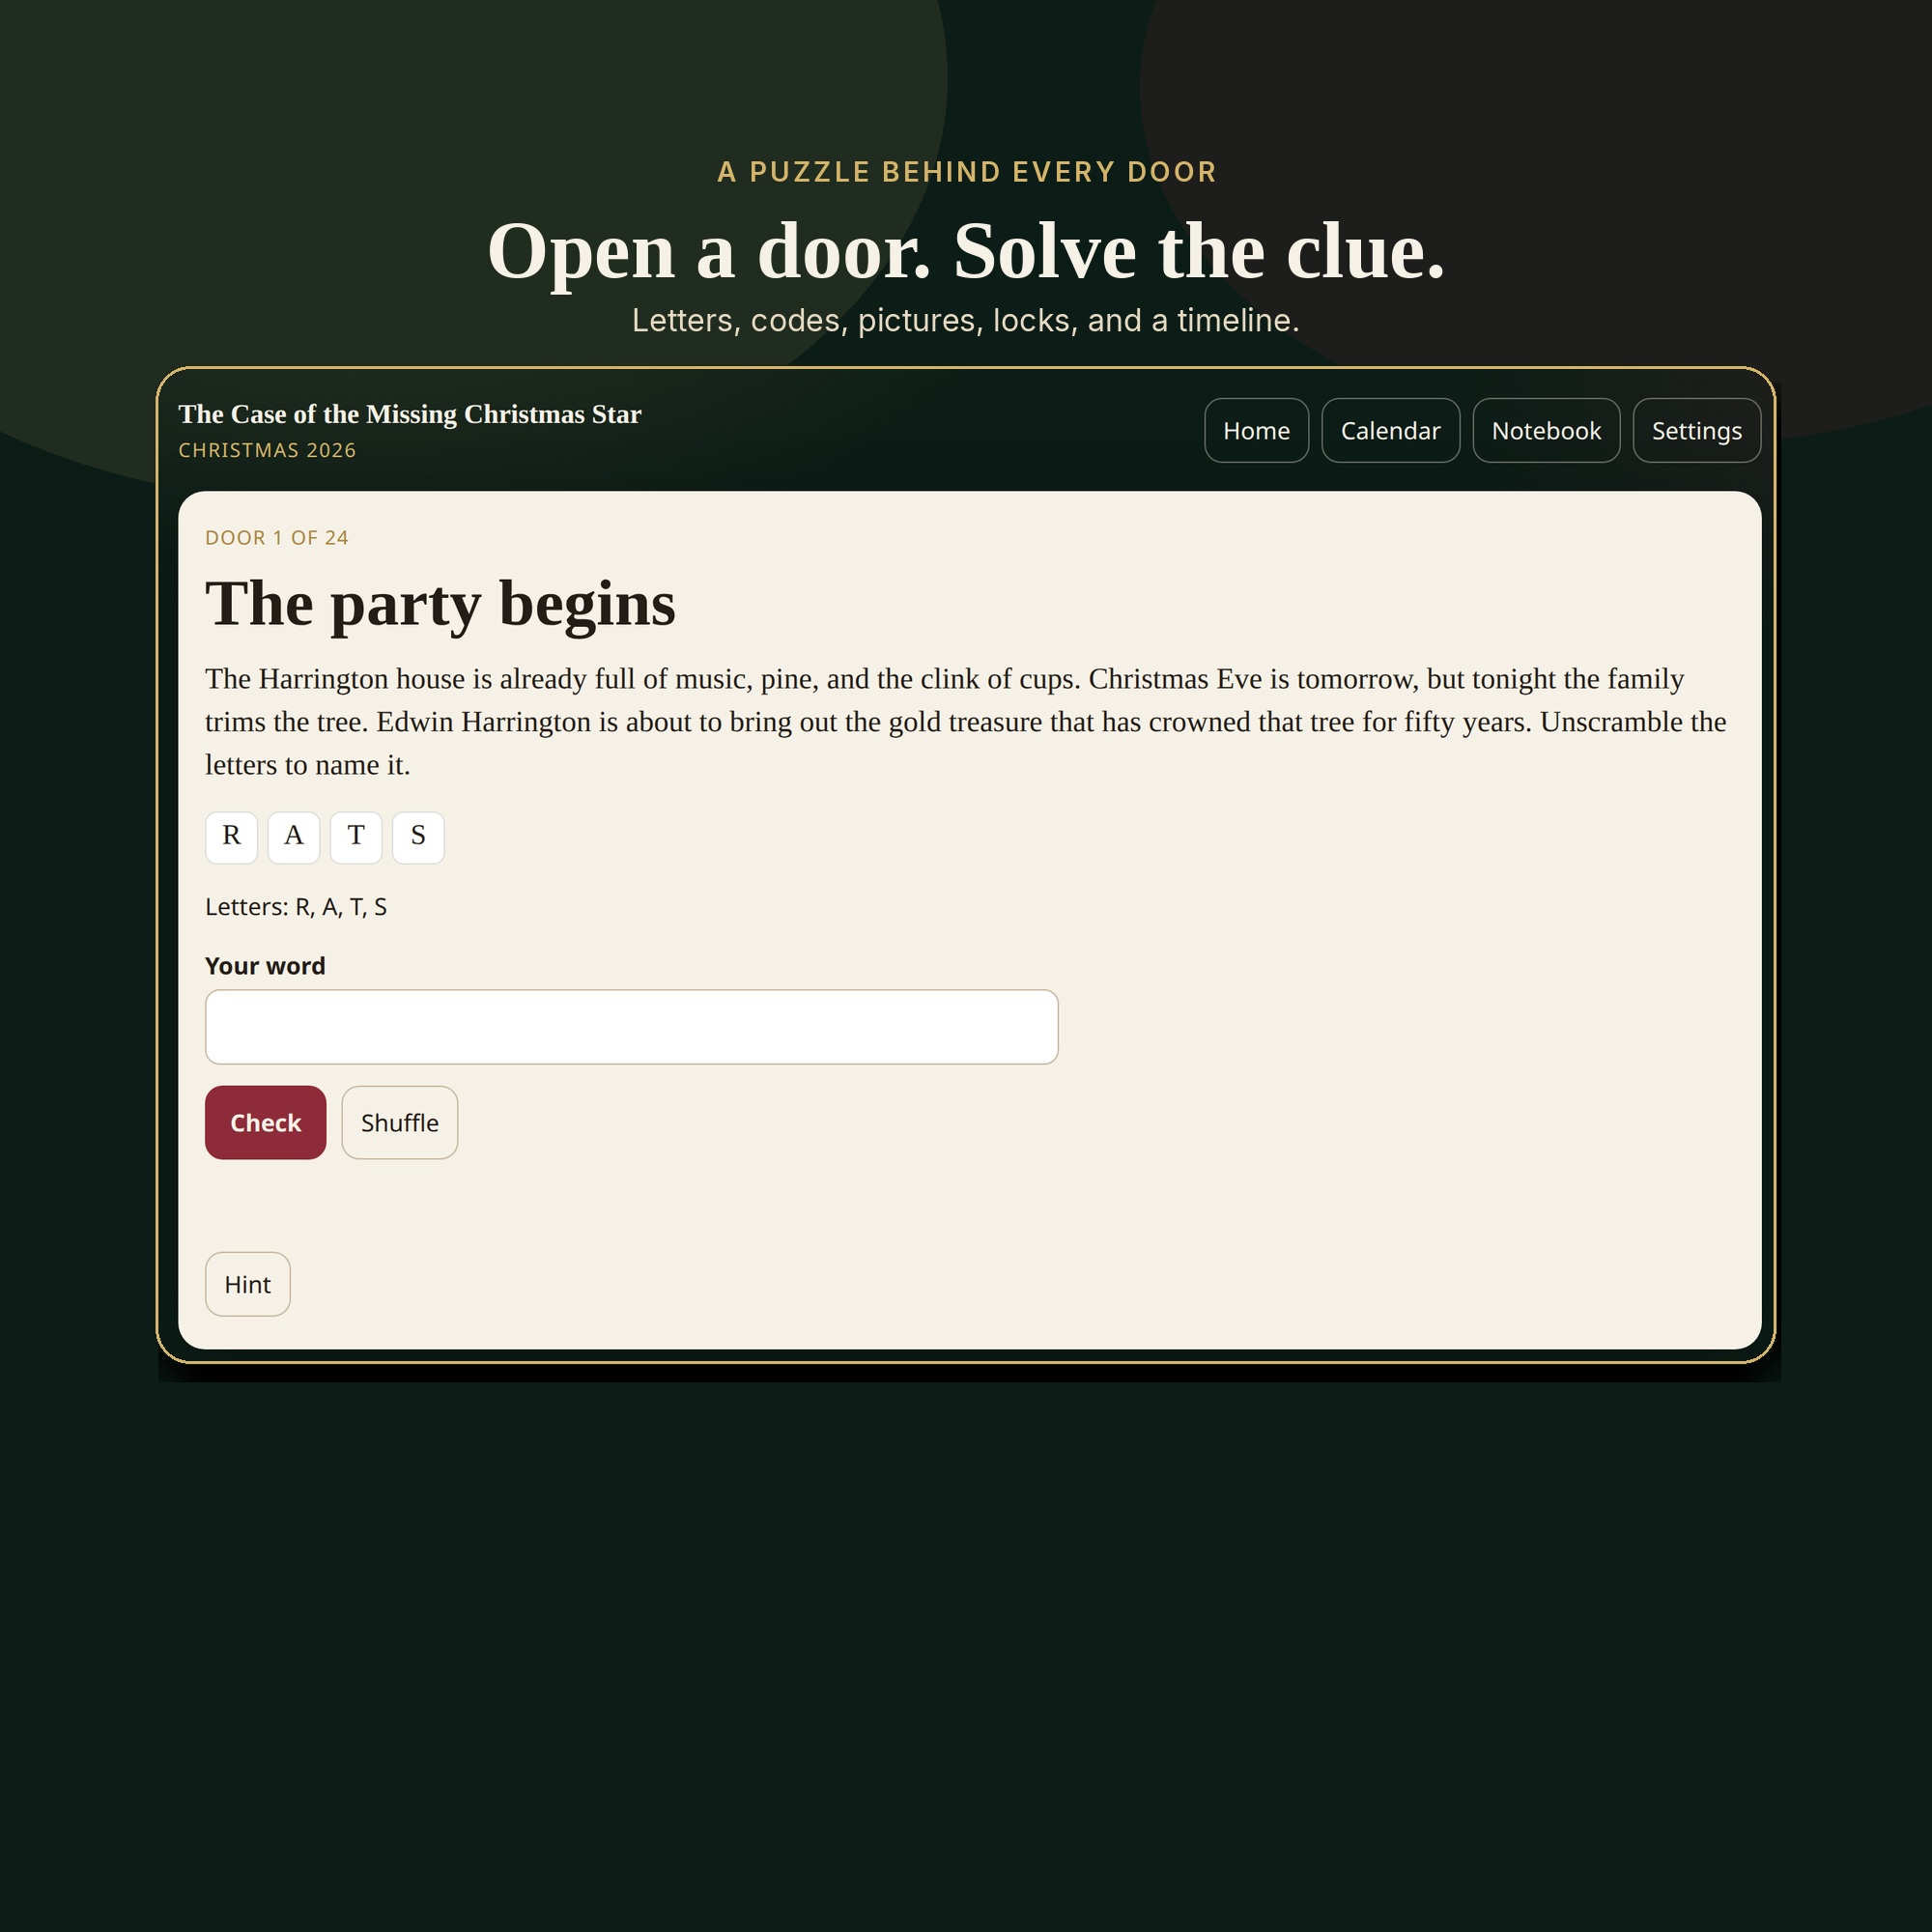 A PUZZLE BEHIND EVERY DOOR
Open a door. Solve the clue.
Letters, codes, pictures, locks, and a timeline.
The Case of the Missing Christmas Star
CHRISTMAS 2026
Home
Calendar
Notebook
Settings
DOOR 1 OF 24
The party begins
The Harrington house is already full of music, pine, and the clink of cups. Christmas Eve is tomorrow, but tonight the family
trims the tree. Edwin Harrington is about to bring out the gold treasure that has crowned that tree for fifty years. Unscramble the
letters to name it.
R A T S
Letters: R, A, T, S
Your word
Check
Shuffle
Hint